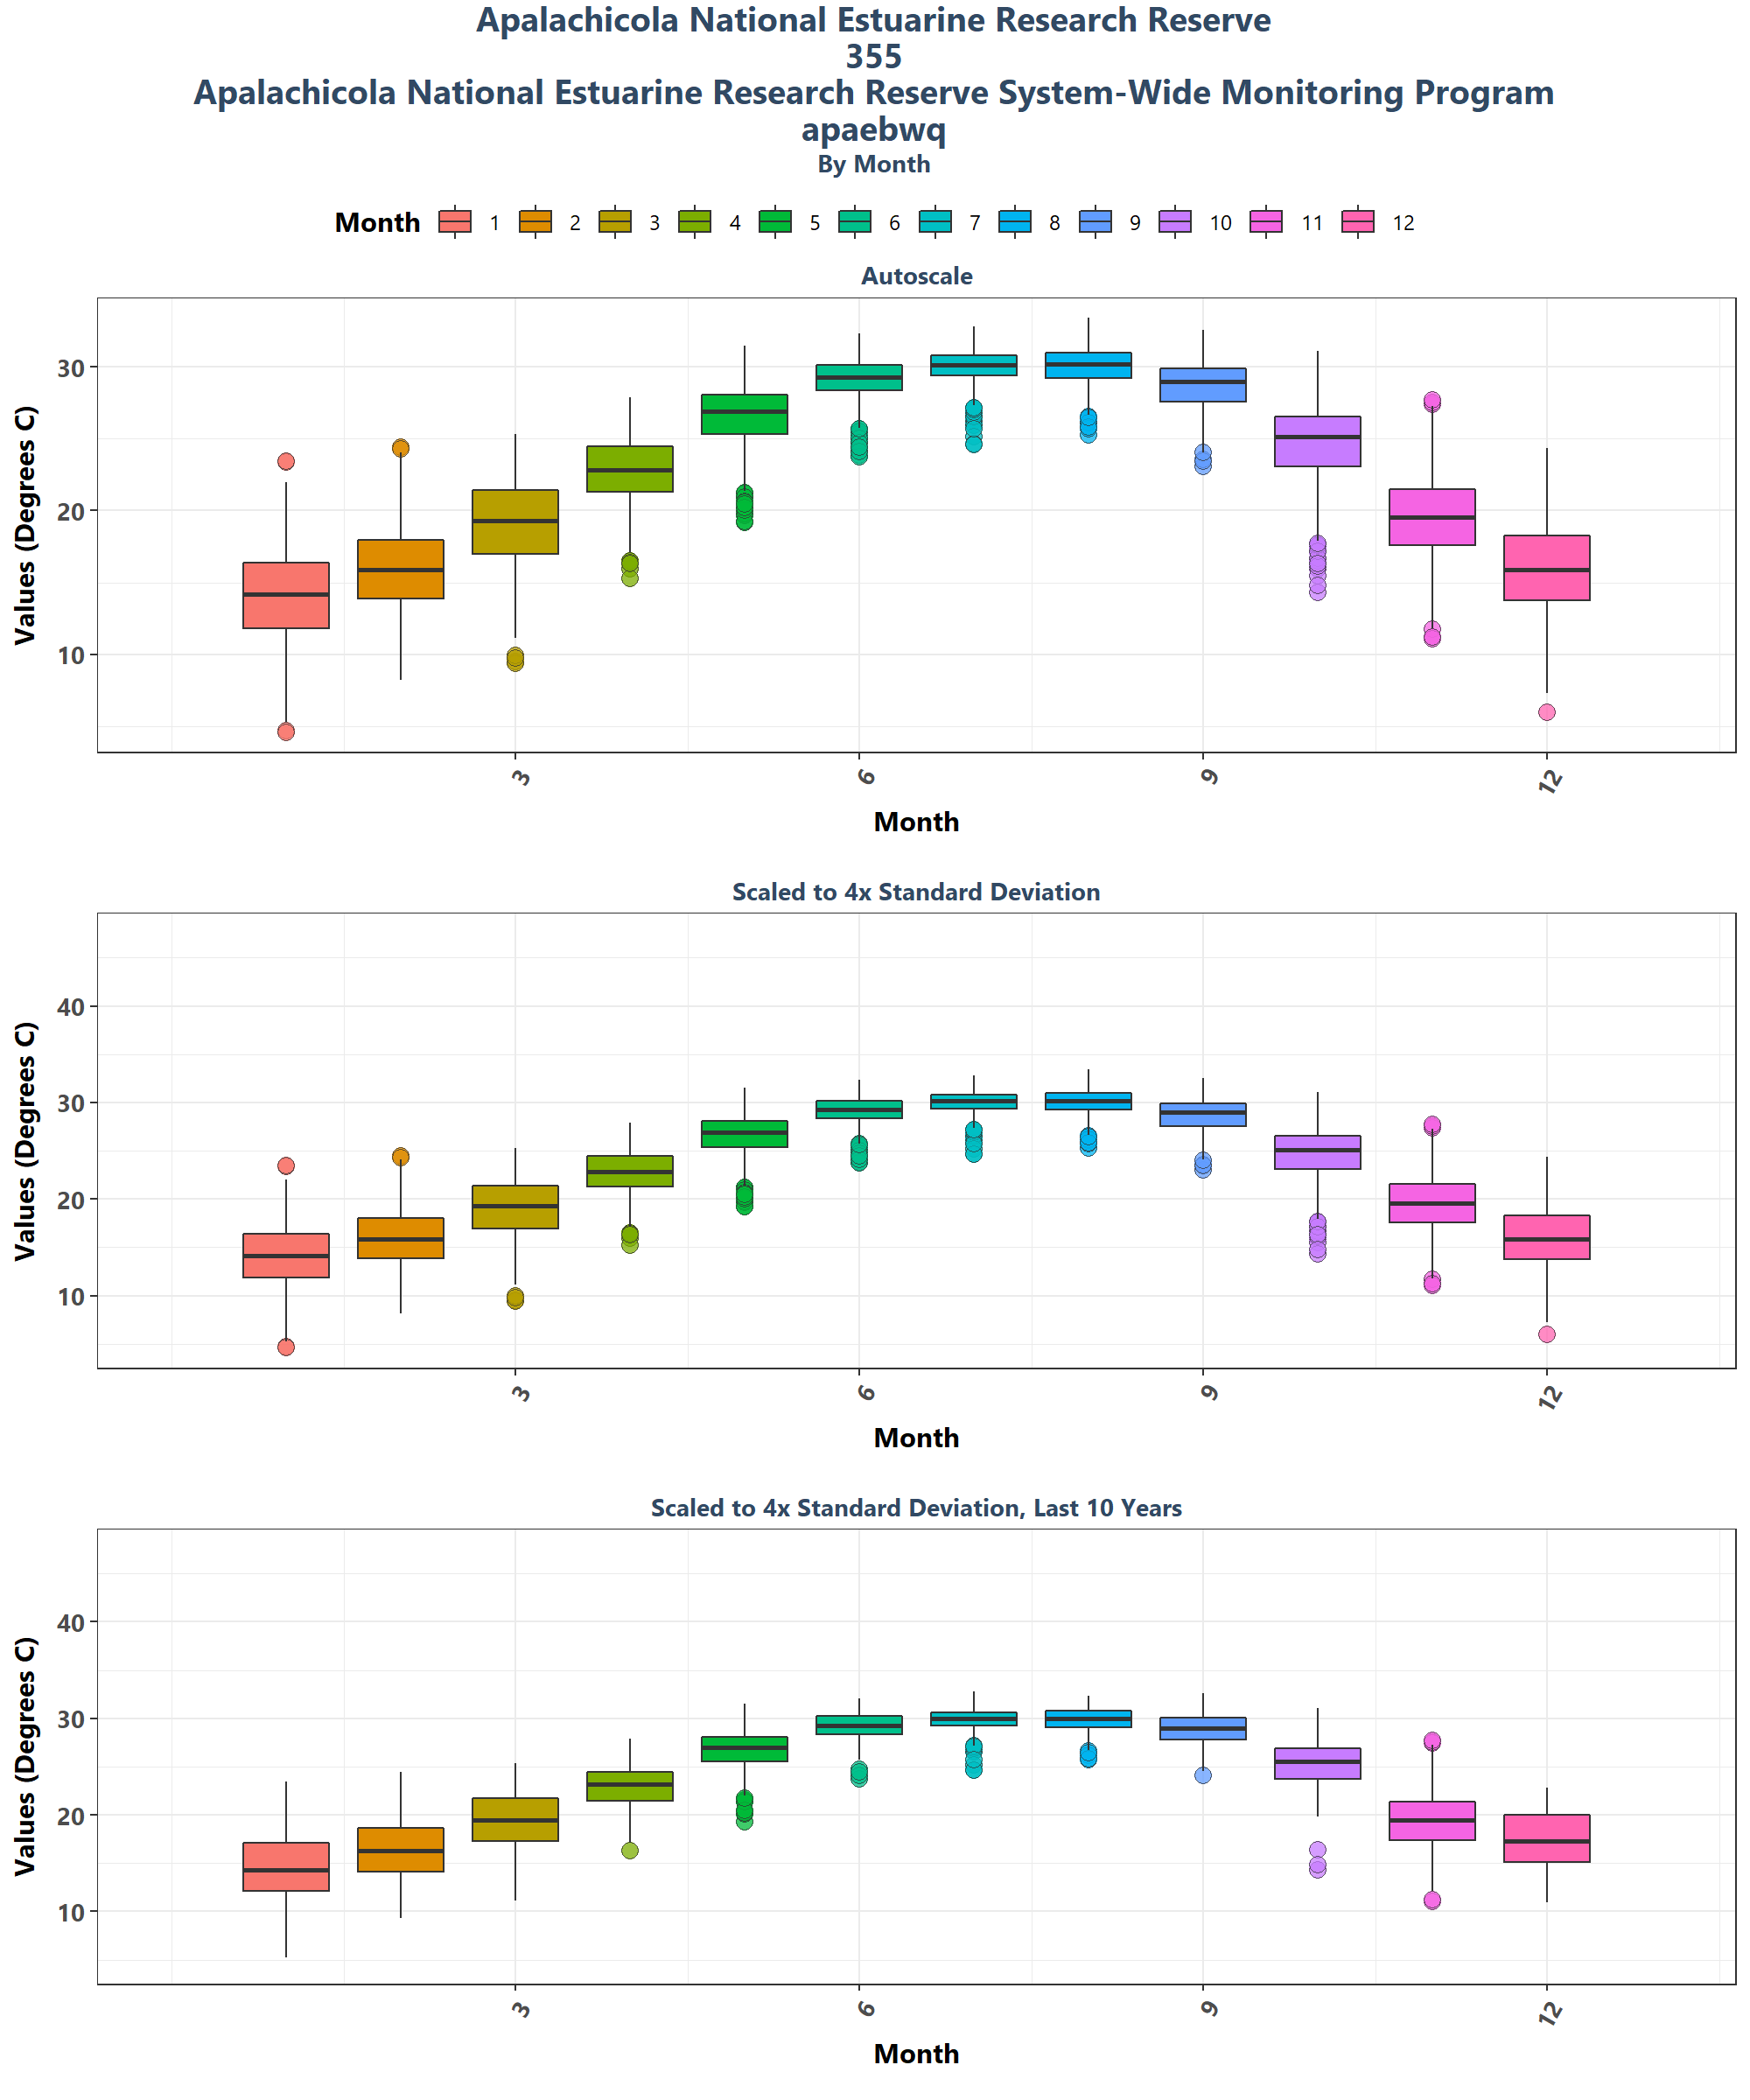 Apalachicola National Estuarine Research Reserve
355
Apalachicola National Estuarine Research Reserve System-Wide Monitoring Program
apaebwq
By Month
Month 1 2 3 4 5 6 7 8 9 10 11 12
Autoscale
Values (Degrees C)
30
20
10
3 6 9 12
Month
Scaled to 4x Standard Deviation
Values (Degrees C)
40
30
20
10
3 6 9 12
Month
Scaled to 4x Standard Deviation, Last 10 Years
Values (Degrees C)
40
30
20
10
3 6 9 12
Month